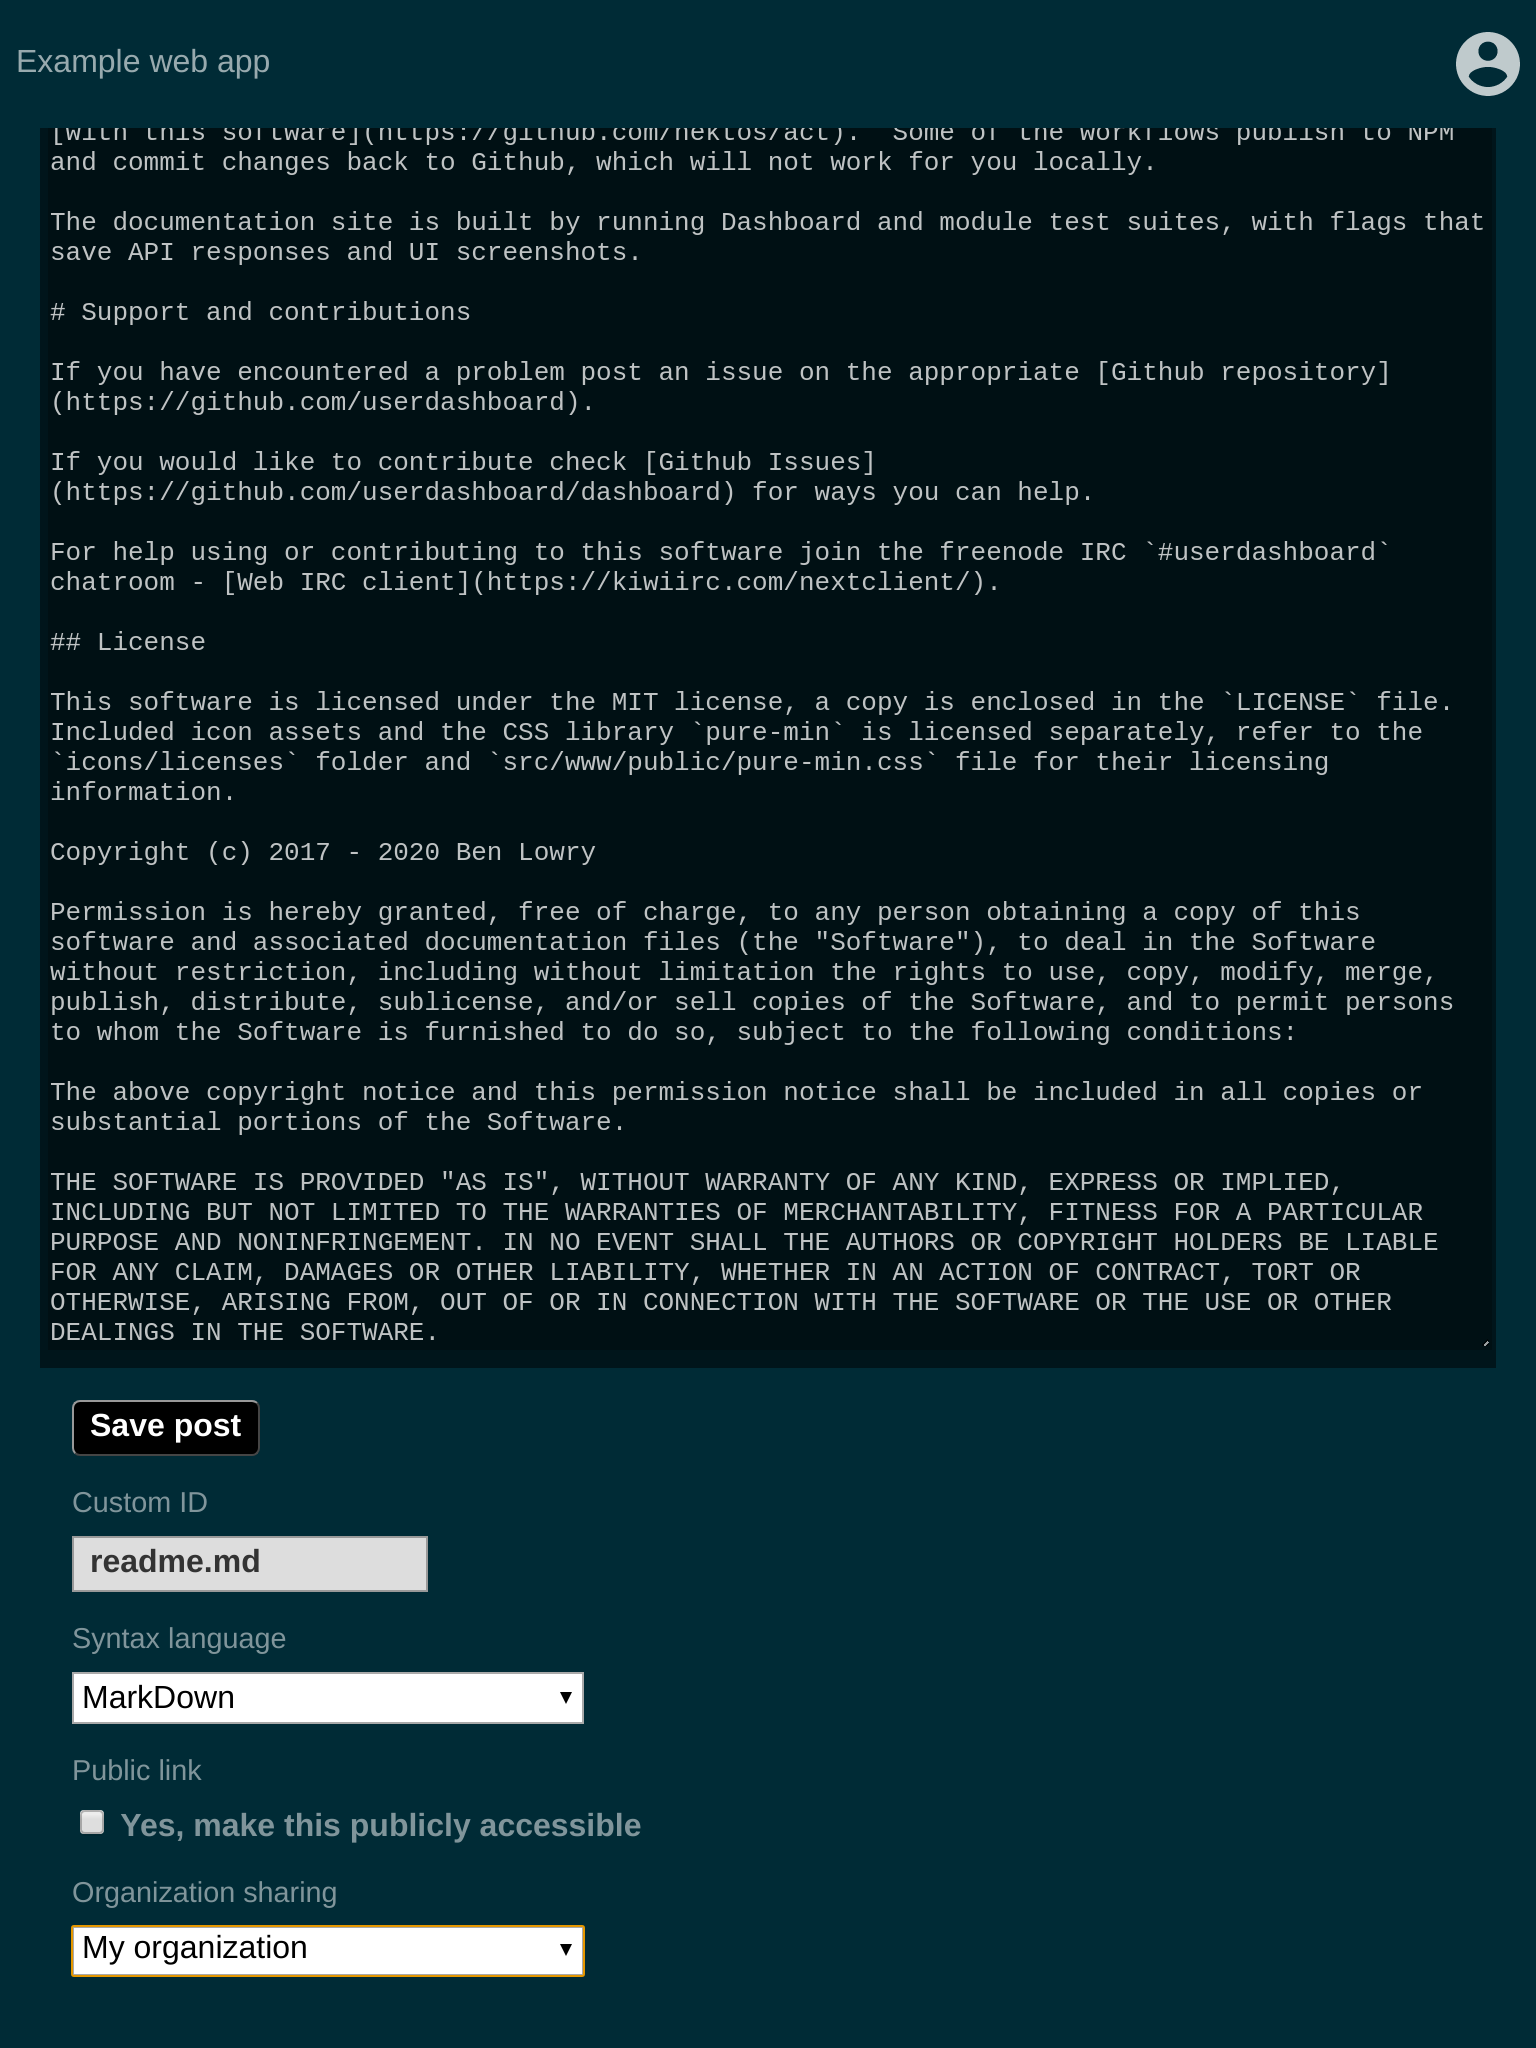 Example web app
[with this software](https://github.com/nektos/act).  Some of the workflows publish to NPM
and commit changes back to Github, which will not work for you locally.
The documentation site is built by running Dashboard and module test suites, with flags that
save API responses and UI screenshots.
# Support and contributions
If you have encountered a problem post an issue on the appropriate [Github repository]
(https://github.com/userdashboard).
If you would like to contribute check [Github Issues]
(https://github.com/userdashboard/dashboard) for ways you can help.
For help using or contributing to this software join the freenode IRC `#userdashboard`
chatroom - [Web IRC client](https://kiwiirc.com/nextclient/).
## License
This software is licensed under the MIT license, a copy is enclosed in the `LICENSE` file.
Included icon assets and the CSS library `pure-min` is licensed separately, refer to the
`icons/licenses` folder and `src/www/public/pure-min.css` file for their licensing
information.
Copyright (c) 2017 - 2020 Ben Lowry
Permission is hereby granted, free of charge, to any person obtaining a copy of this
software and associated documentation files (the "Software"), to deal in the Software
without restriction, including without limitation the rights to use, copy, modify, merge,
publish, distribute, sublicense, and/or sell copies of the Software, and to permit persons
to whom the Software is furnished to do so, subject to the following conditions:
The above copyright notice and this permission notice shall be included in all copies or
substantial portions of the Software.
THE SOFTWARE IS PROVIDED "AS IS", WITHOUT WARRANTY OF ANY KIND, EXPRESS OR IMPLIED,
INCLUDING BUT NOT LIMITED TO THE WARRANTIES OF MERCHANTABILITY, FITNESS FOR A PARTICULAR
PURPOSE AND NONINFRINGEMENT. IN NO EVENT SHALL THE AUTHORS OR COPYRIGHT HOLDERS BE LIABLE
FOR ANY CLAIM, DAMAGES OR OTHER LIABILITY, WHETHER IN AN ACTION OF CONTRACT, TORT OR
OTHERWISE, ARISING FROM, OUT OF OR IN CONNECTION WITH THE SOFTWARE OR THE USE OR OTHER
DEALINGS IN THE SOFTWARE.
Save post
Custom ID
readme.md
Syntax language
MarkDown
Public link
Yes, make this publicly accessible
Organization sharing
My organization